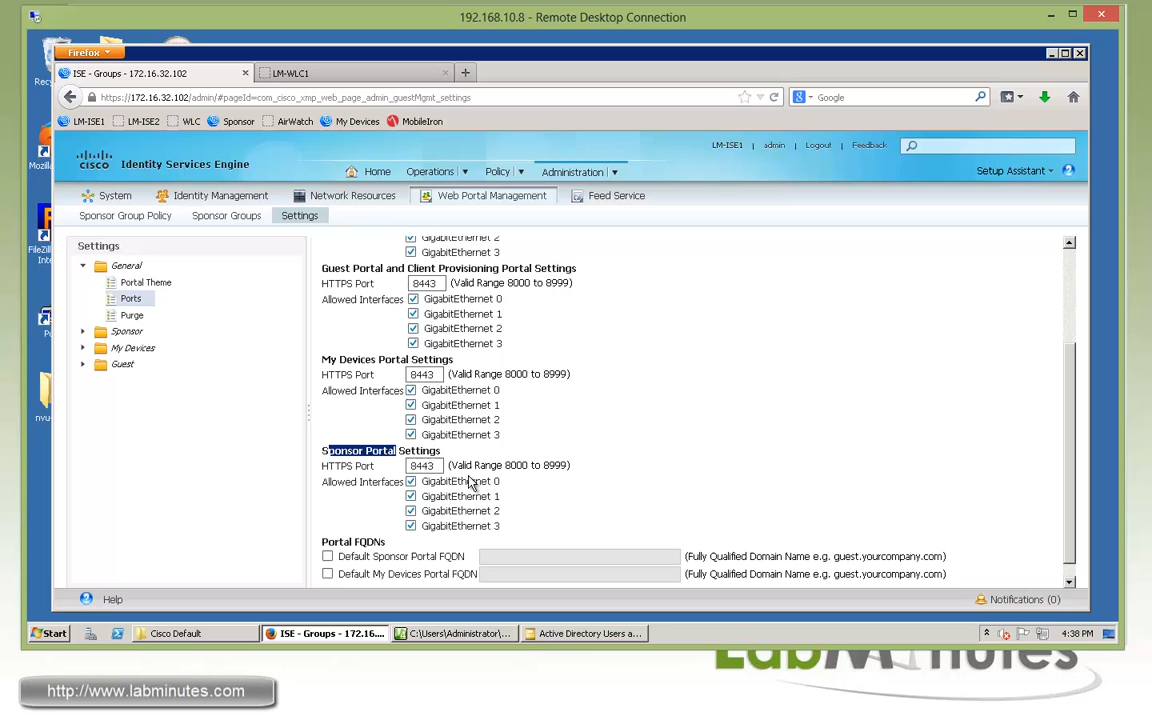 192.168.10.8 - Remote Desktop Connection
Firefox
ISE - Groups - 172.16.32.102
LM-WLC1
https://172.16.32.102/admin/#pageId=com_cisco_xmp_web_page_admin_guestMgmt_settings
Google
LM-ISE1 LM-ISE2 WLC Sponsor AirWatch My Devices MobileIron
LM-ISE1 | admin | Logout | Feedback
cisco Identity Services Engine
Home Operations Policy Administration
Setup Assistant
System Identity Management Network Resources Web Portal Management Feed Service
Sponsor Group Policy Sponsor Groups Settings
Settings
General
Portal Theme
Ports
Purge
Sponsor
My Devices
Guest
GigabitEthernet 2
GigabitEthernet 3
Guest Portal and Client Provisioning Portal Settings
HTTPS Port 8443 (Valid Range 8000 to 8999)
Allowed Interfaces GigabitEthernet 0
GigabitEthernet 1
GigabitEthernet 2
GigabitEthernet 3
My Devices Portal Settings
HTTPS Port 8443 (Valid Range 8000 to 8999)
Allowed Interfaces GigabitEthernet 0
GigabitEthernet 1
GigabitEthernet 2
GigabitEthernet 3
Sponsor Portal Settings
HTTPS Port 8443 (Valid Range 8000 to 8999)
Allowed Interfaces GigabitEthernet 0
GigabitEthernet 1
GigabitEthernet 2
GigabitEthernet 3
Portal FQDNs
Default Sponsor Portal FQDN (Fully Qualified Domain Name e.g. guest.yourcompany.com)
Default My Devices Portal FQDN (Fully Qualified Domain Name e.g. guest.yourcompany.com)
Help
Notifications (0)
Start Cisco Default ISE - Groups - 172.16.... C:\Users\Administrator\... Active Directory Users a... 4:38 PM
LabMinutes
http://www.labminutes.com